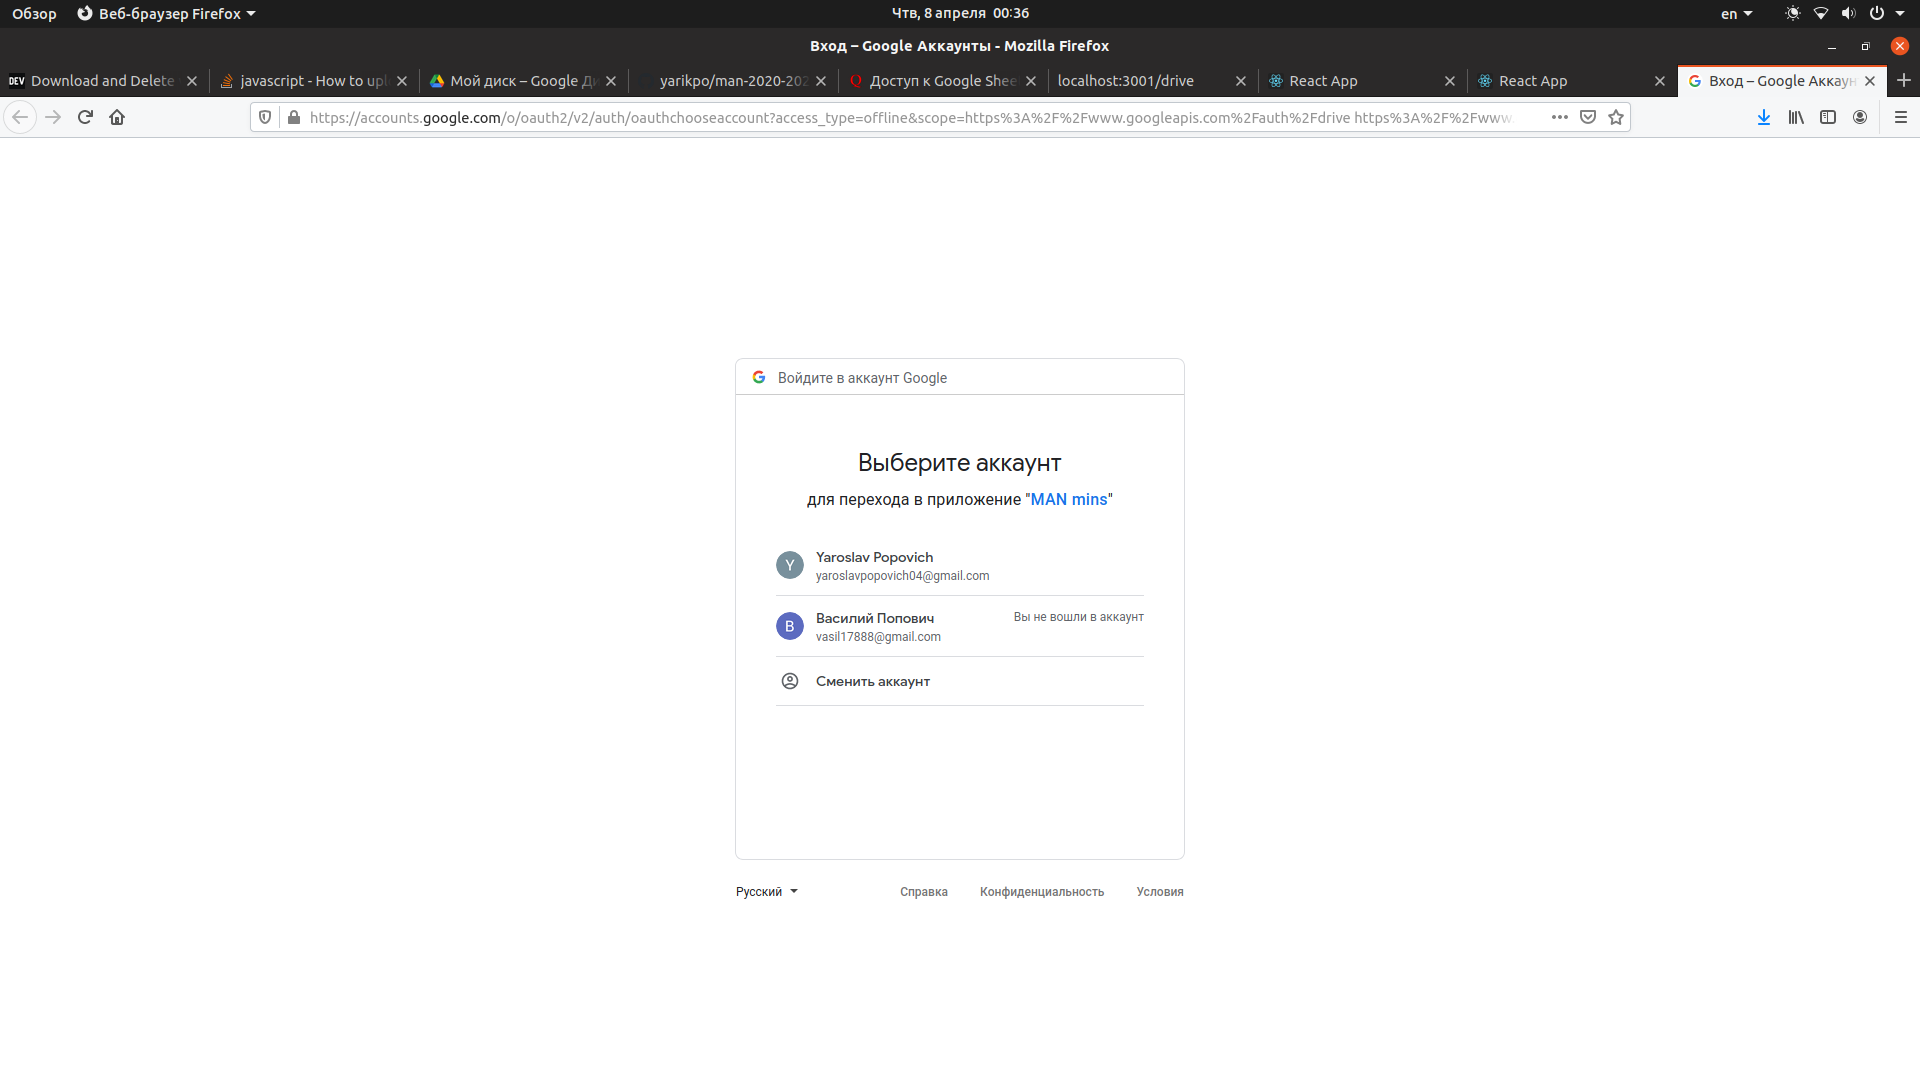 Обзор Веб-браузер Firefox Чтв, 8 апреля 00:36 en
Вход – Google Аккаунты - Mozilla Firefox
DEV Download and Delete javascript - How to upl Мой диск – Google Ди yarikpo/man-2020-202 Доступ к Google Shee localhost:3001/drive React App React App Вход – Google Аккаун
https://accounts.google.com/o/oauth2/v2/auth/oauthchooseaccount?access_type=offline&scope=https%3A%2F%2Fwww.googleapis.com%2Fauth%2Fdrive https%3A%2F%2Fwww.
Войдите в аккаунт Google
Выберите аккаунт
для перехода в приложение "MAN mins"
Y Yaroslav Popovich
yaroslavpopovich04@gmail.com
В Василий Попович Вы не вошли в аккаунт
vasil17888@gmail.com
Сменить аккаунт
Русский Справка Конфиденциальность Условия